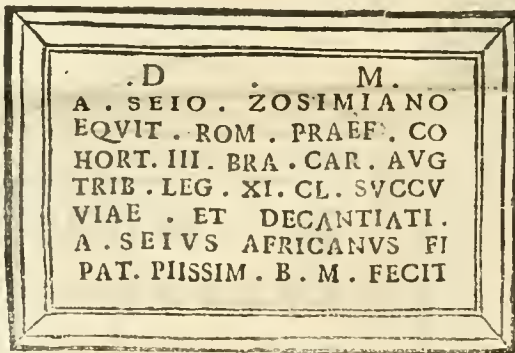 . D . M .
A . SEIO . ZOSIMIANO
EQVIT . ROM . PRAEF . CO
HORT. III. BRA . CAR . AVG
TRIB . LEG . XI. CL. SVCCV
VIAE . ET DECANTIATI .
A . SEIVS AFRICANVS FI
PAT. PIISSIM . B . M . FECIT